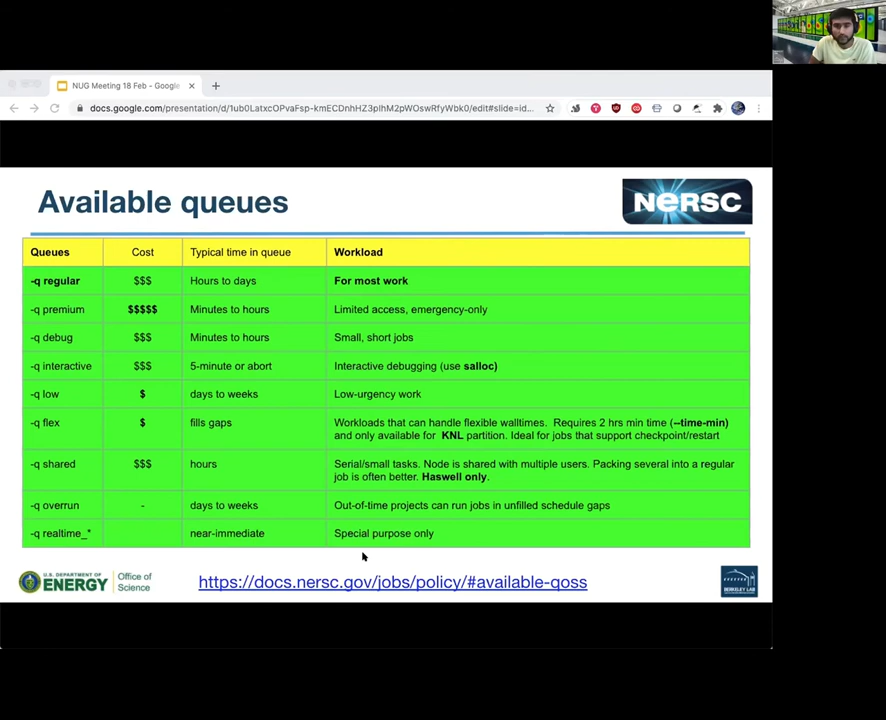 NUG Meeting 18 Feb - Google
docs.google.com/presentation/d/1ub0LatxcOPvaFsp-kmECDnhHZ3pIhM2pWOswRfyWbk0/edit#slide=id...
Available queues
NERSC
Queues Cost Typical time in queue Workload
-q regular $$$ Hours to days For most work
-q premium $$$$$ Minutes to hours Limited access, emergency-only
-q debug $$$ Minutes to hours Small, short jobs
-q interactive $$$ 5-minute or abort Interactive debugging (use salloc)
-q low $ days to weeks Low-urgency work
-q flex $ fills gaps Workloads that can handle flexible walltimes. Requires 2 hrs min time (--time-min)
and only available for KNL partition. Ideal for jobs that support checkpoint/restart
-q shared $$$ hours Serial/small tasks. Node is shared with multiple users. Packing several into a regular
job is often better. Haswell only.
-q overrun - days to weeks Out-of-time projects can run jobs in unfilled schedule gaps
-q realtime_* near-immediate Special purpose only
U.S. DEPARTMENT OF
ENERGY
Office of
Science
https://docs.nersc.gov/jobs/policy/#available-qoss
BERKELEY LAB